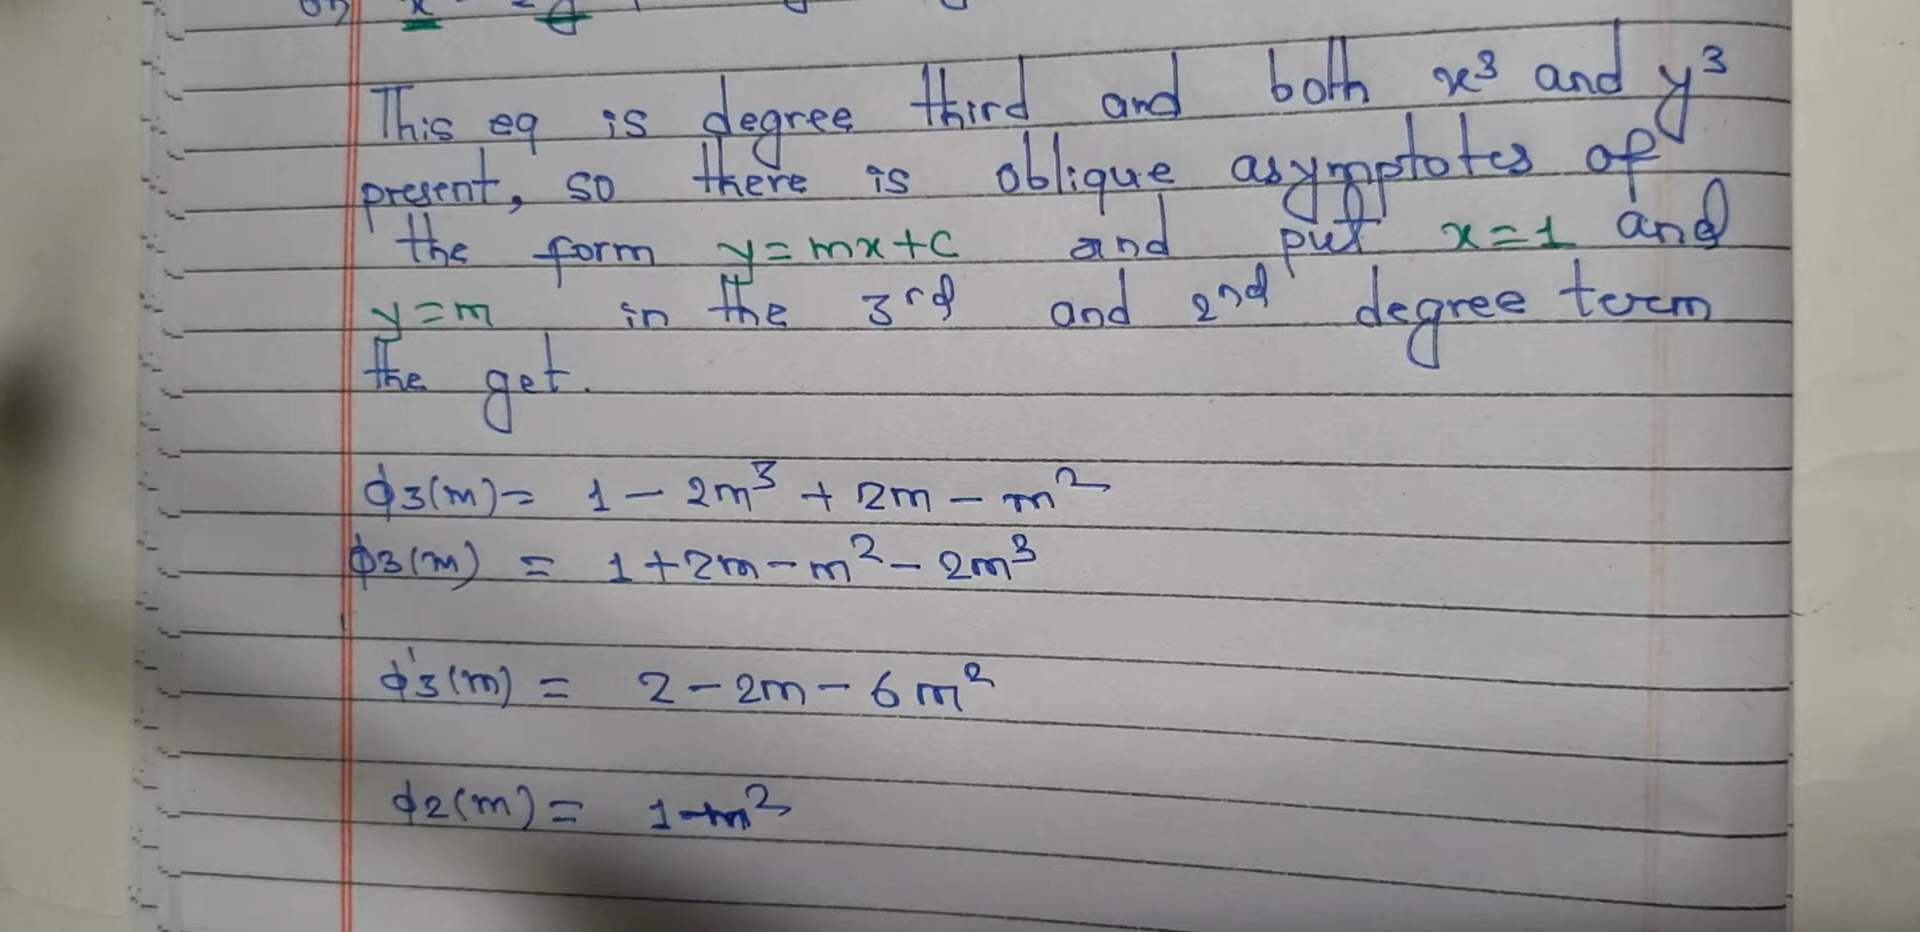 This eq is degree third and both x³ and y³
present, so there is oblique asymptotes of
the form y=mx+c and put x=1 and
y=m in the 3rd and 2nd degree term
the get.
ϕ3(m)= 1 - 2m³ + 2m - m²
ϕ3(m) = 1+2m-m²-2m³
ϕ'3(m) = 2-2m-6m²
ϕ2(m)= 1-m²